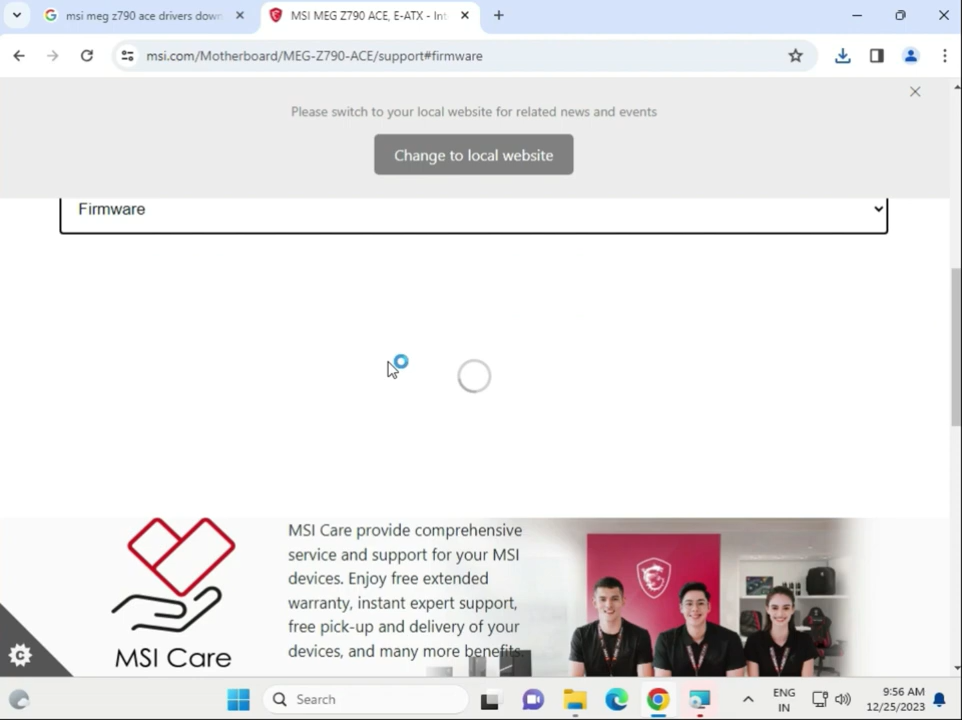 msi meg z790 ace drivers down
MSI MEG Z790 ACE, E-ATX - Int
msi.com/Motherboard/MEG-Z790-ACE/support#firmware
Please switch to your local website for related news and events
Change to local website
Firmware
MSI Care provide comprehensive
service and support for your MSI
devices. Enjoy free extended
warranty, instant expert support,
free pick-up and delivery of your
devices, and many more benefits.
MSI Care
Search
ENG
IN
9:56 AM
12/25/2023